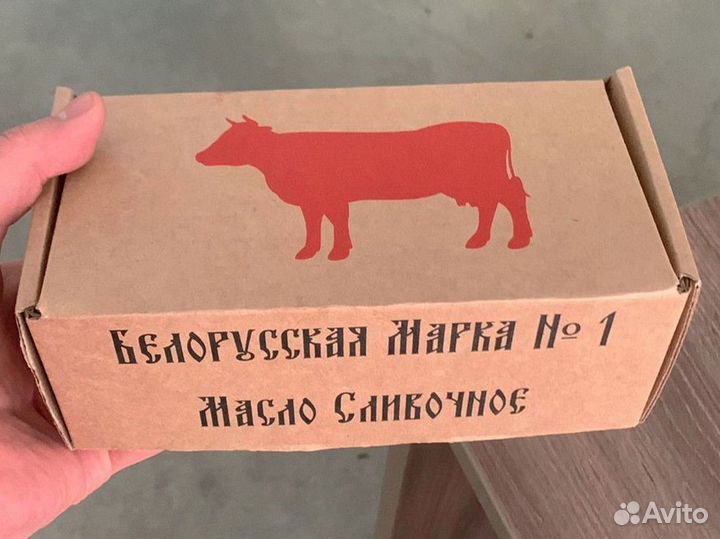 Белорусская Марка № 1
Масло Сливочное
Avito